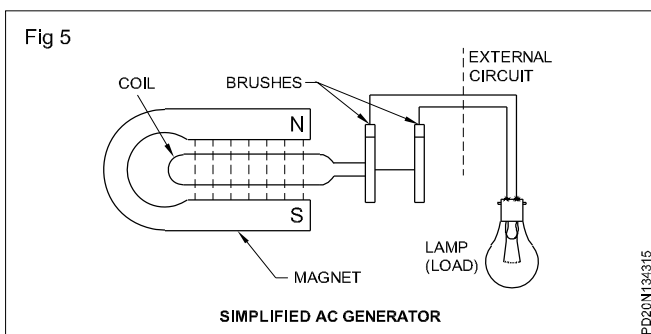 Fig 5
COIL
BRUSHES
EXTERNAL
CIRCUIT
N
S
MAGNET
LAMP
(LOAD)
SIMPLIFIED AC GENERATOR
PD20N134315